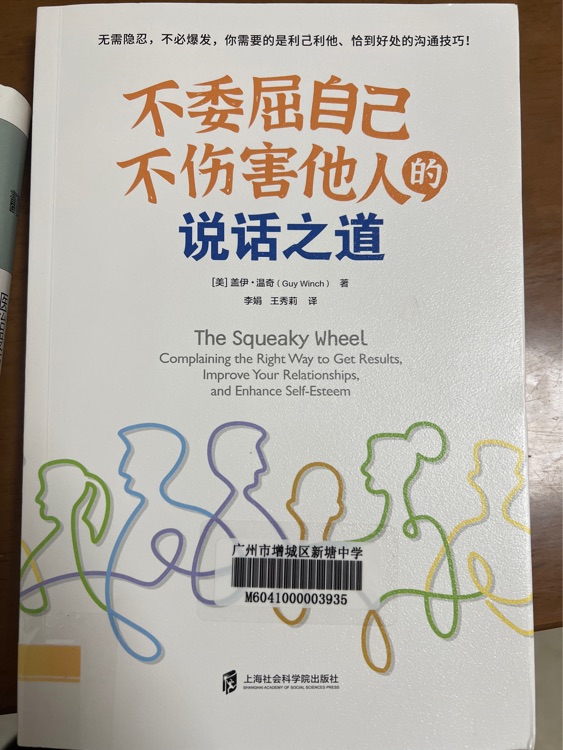 无需隐忍，不必爆发，你需要的是利己利他、恰到好处的沟通技巧！
不委屈自己
不伤害他人的
说话之道
[美] 盖伊·温奇（Guy Winch） 著
李娟 王秀莉 译
The Squeaky Wheel
Complaining the Right Way to Get Results,
Improve Your Relationships,
and Enhance Self-Esteem
广州市增城区新塘中学
M6041000003935
上海社会科学院出版社
SHANGHAI ACADEMY OF SOCIAL SCIENCES PRESS